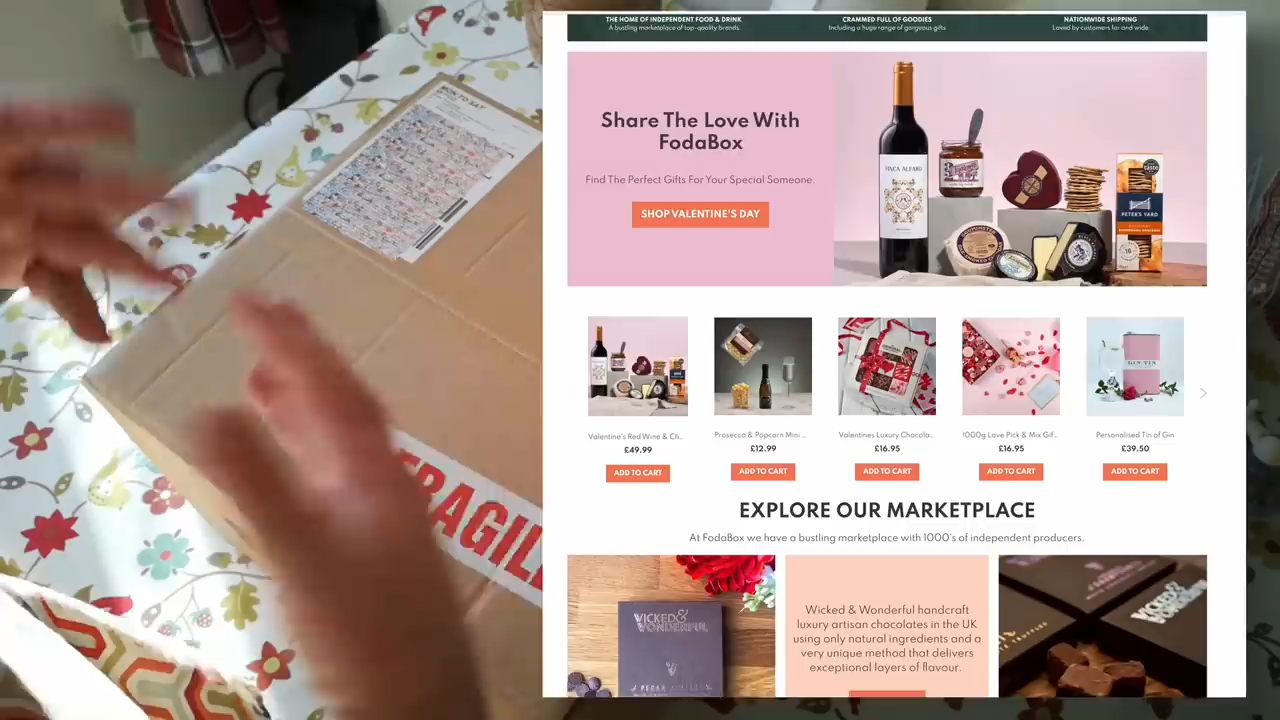 THE HOME OF INDEPENDENT FOOD & DRINK
A bustling marketplace of top-quality brands.
CRAMMED FULL OF GOODIES
Including a huge range of gorgeous gifts
NATIONWIDE SHIPPING
Loved by customers far and wide
Share The Love With
FodaBox
Find The Perfect Gifts For Your Special Someone.
SHOP VALENTINE'S DAY
FINCA ALFARO
PETER'S YARD
Valentine's Red Wine & Ch..
£49.99
ADD TO CART
Prosecco & Popcorn Mini ...
£12.99
ADD TO CART
Valentines Luxury Chocola..
£16.95
ADD TO CART
1000g Love Pick & Mix Gif..
£16.95
ADD TO CART
GIN TIN
Personalised Tin of Gin
£39.50
ADD TO CART
EXPLORE OUR MARKETPLACE
At FodaBox we have a bustling marketplace with 1000's of independent producers.
WICKED &
WONDERFUL
Wicked & Wonderful handcraft
luxury artisan chocolates in the UK
using only natural ingredients and a
very unique method that delivers
exceptional layers of flavour.
FRAGIL